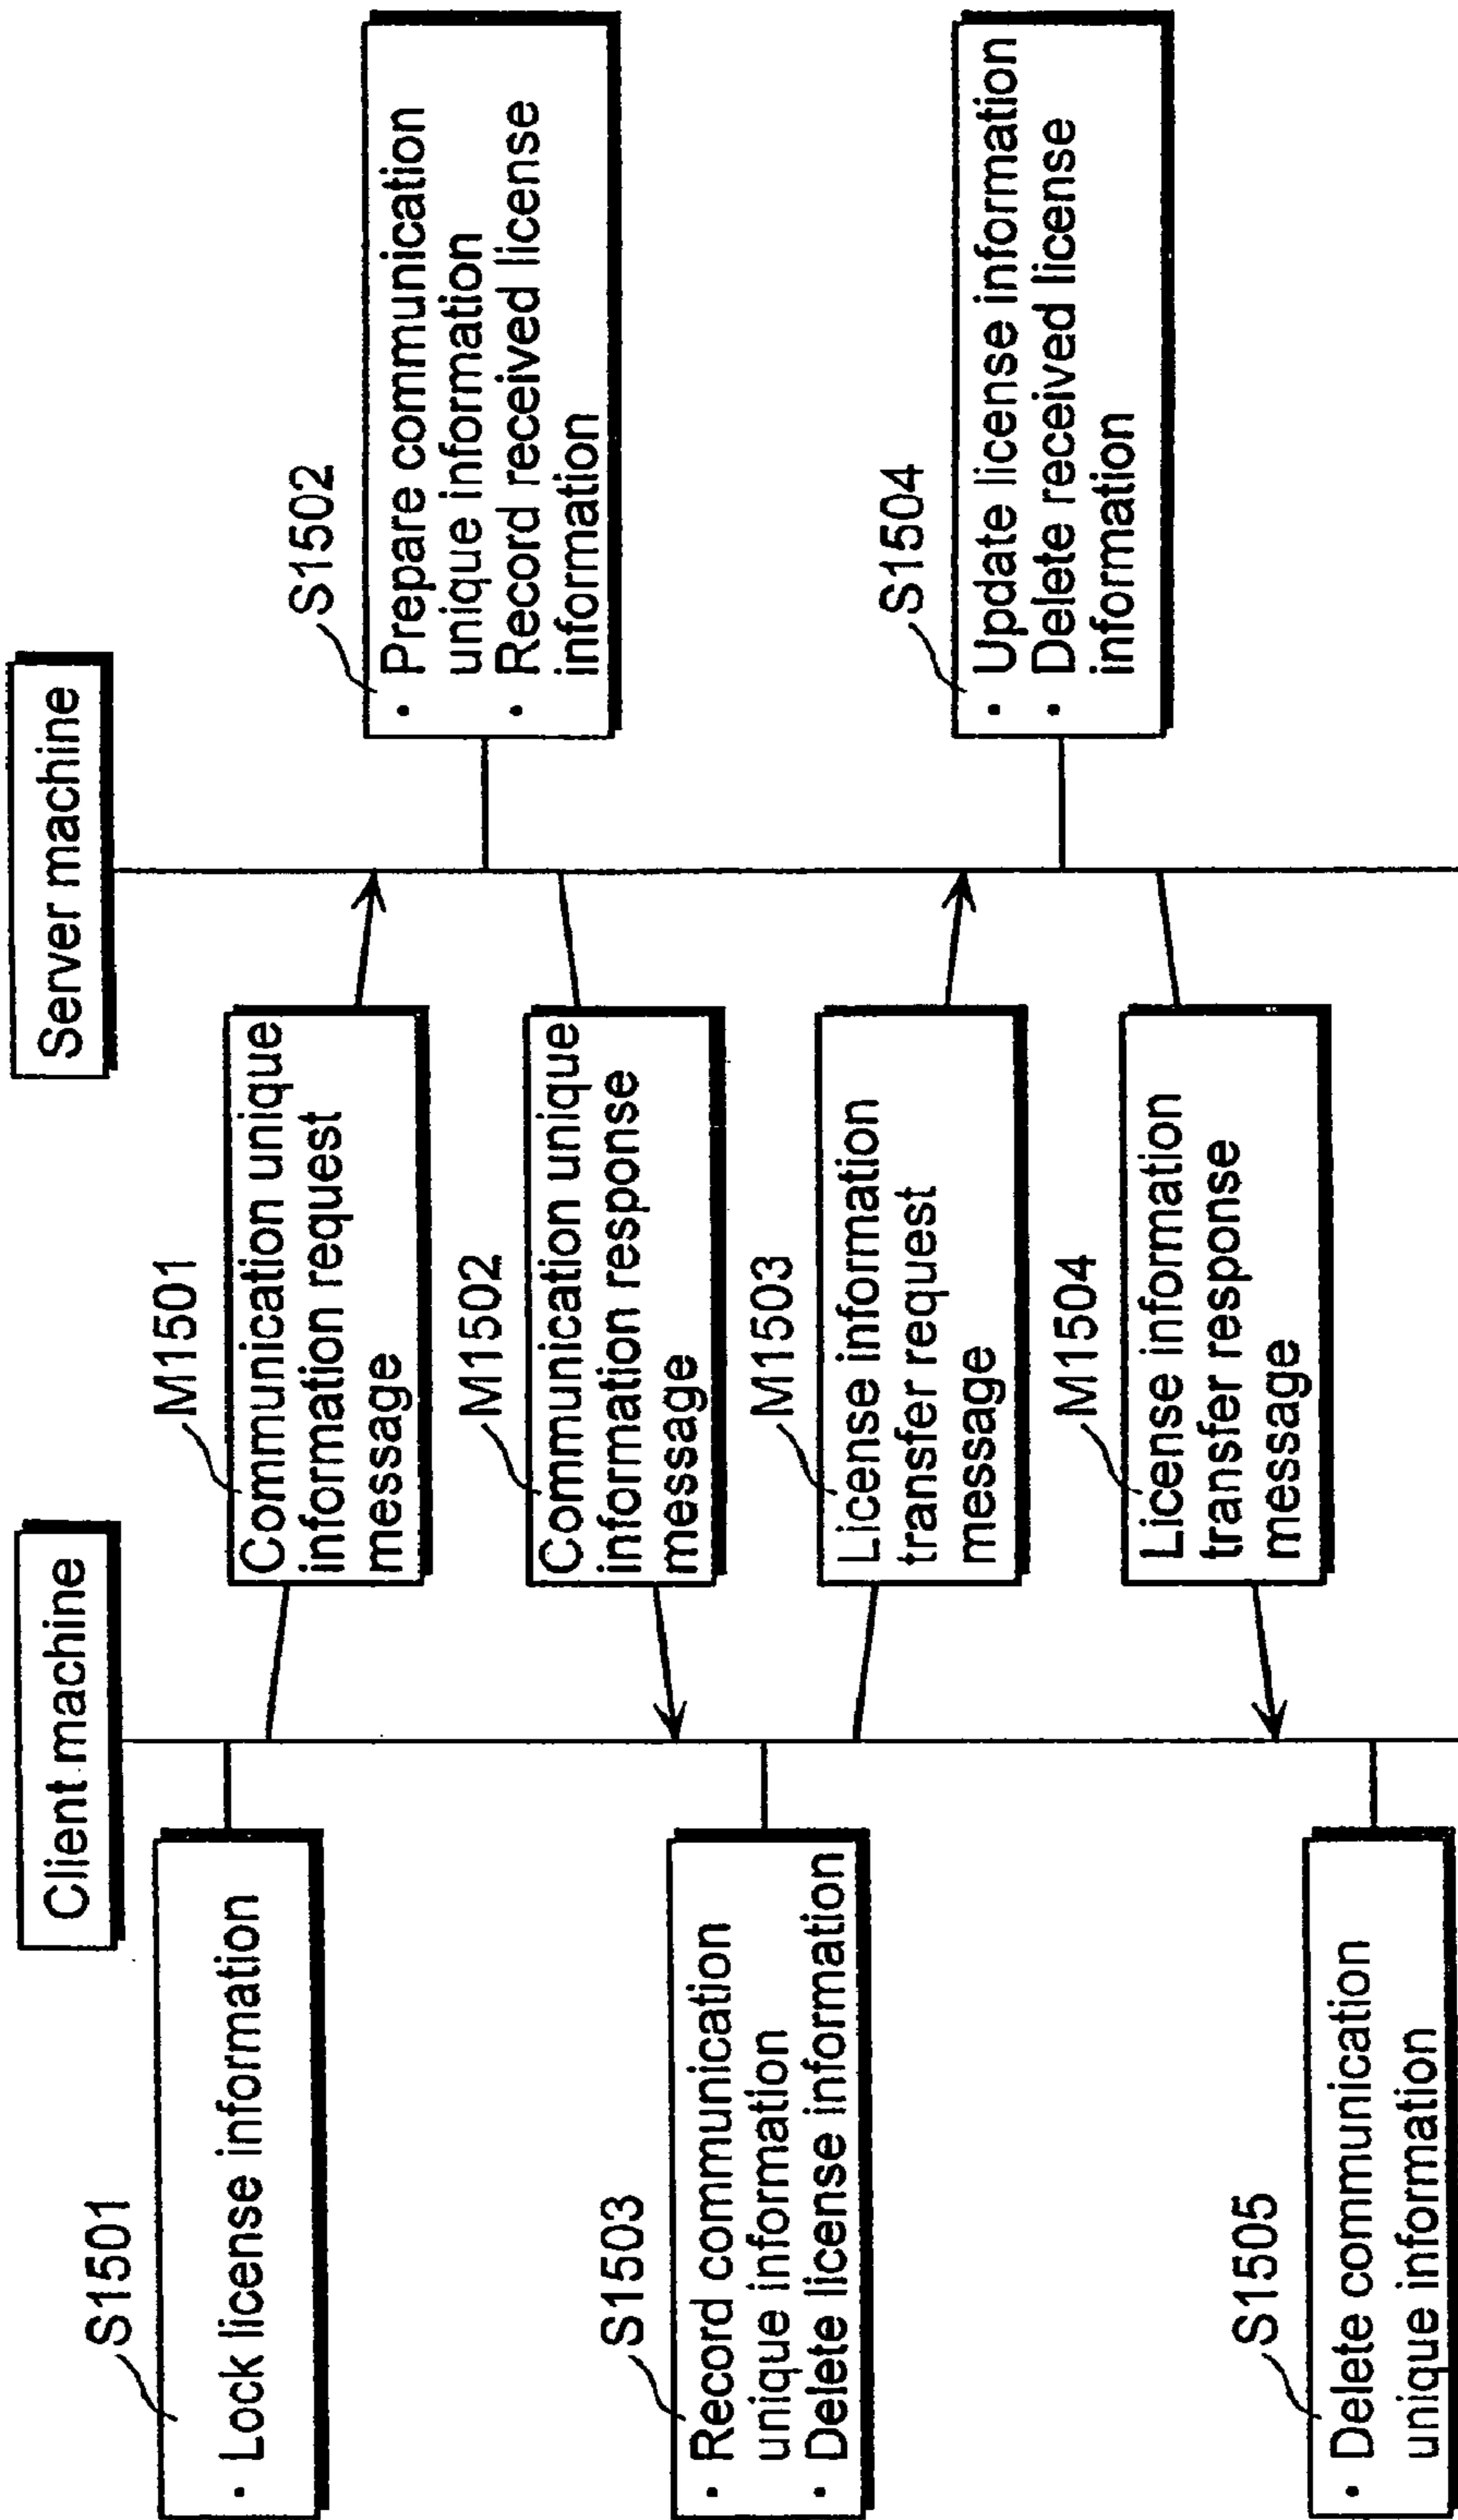 Client machine
Server machine
S1501
· Lock license information
M1501
Communication unique
information request
message
S1502
· Prepare communication
unique information
· Record received license
information
M1502
Communication unique
information response
message
S1503
· Record communication
unique information
· Delete license information
M1503
License information
transfer request
message
S1504
· Update license information
· Delete received license
information
M1504
License information
transfer response
message
S1505
· Delete communication
unique information